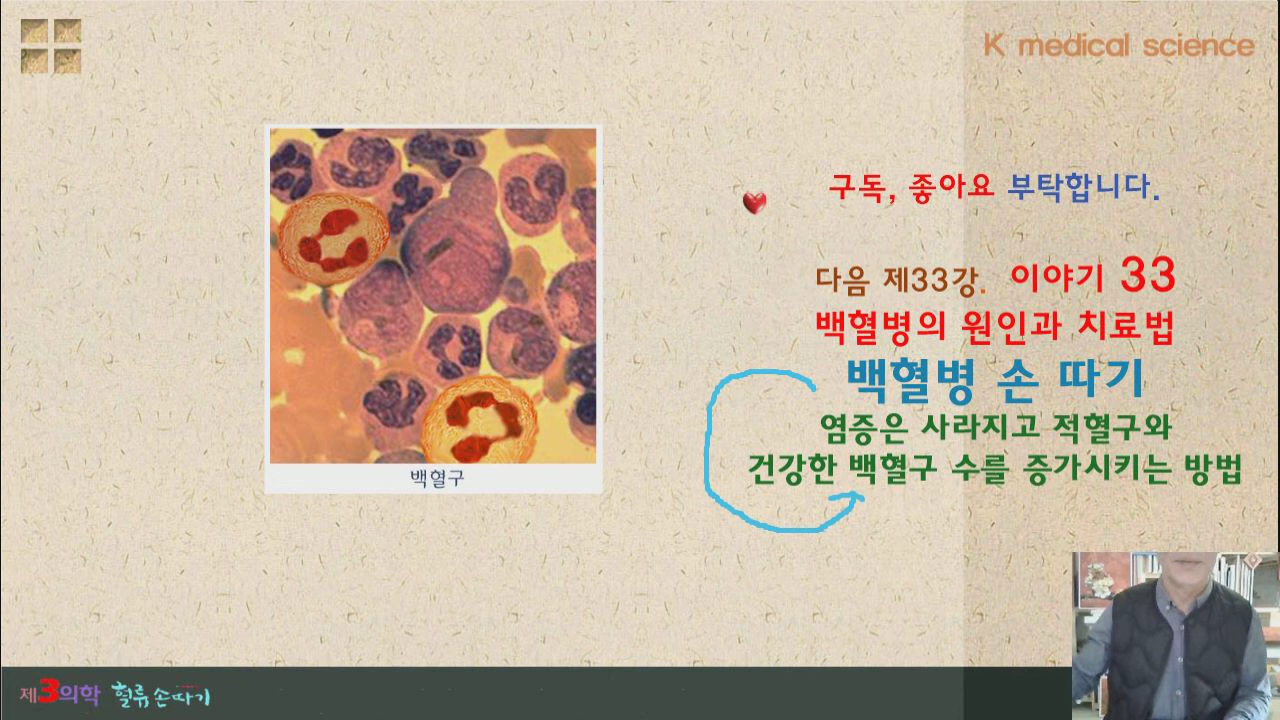 K medical science
구독, 좋아요 부탁합니다.
다음 제33강. 이야기 33
백혈병의 원인과 치료법
백혈병 손 따기
염증은 사라지고 적혈구와
건강한 백혈구 수를 증가시키는 방법
백혈구
제3의학 혈류손따기